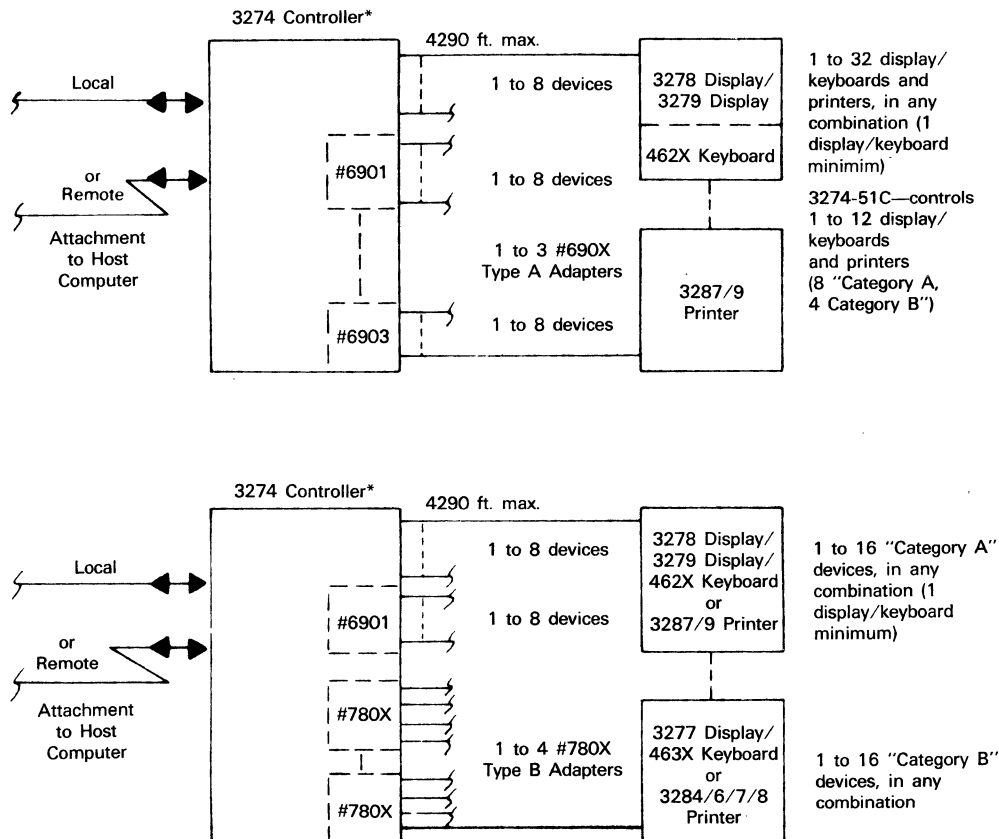 3274 Controller*
4290 ft. max.
Local
or
Remote
Attachment
to Host
Computer
#6901
#6903
1 to 8 devices
1 to 8 devices
1 to 3 #690X
Type A Adapters
1 to 8 devices
3278 Display/
3279 Display
462X Keyboard
3287/9
Printer
1 to 32 display/
keyboards and
printers, in any
combination (1
display/keyboard
minimim)
3274-51C—controls
1 to 12 display/
keyboards
and printers
(8 "Category A,
4 Category B")
3274 Controller*
4290 ft. max.
Local
or
Remote
Attachment
to Host
Computer
#6901
#780X
#780X
1 to 8 devices
1 to 8 devices
1 to 4 #780X
Type B Adapters
3278 Display/
3279 Display/
462X Keyboard
or
3287/9 Printer
3277 Display/
463X Keyboard
or
3284/6/7/8
Printer
1 to 16 "Category A"
devices, in any
combination (1
display/keyboard
minimum)
1 to 16 "Category B"
devices, in any
combination